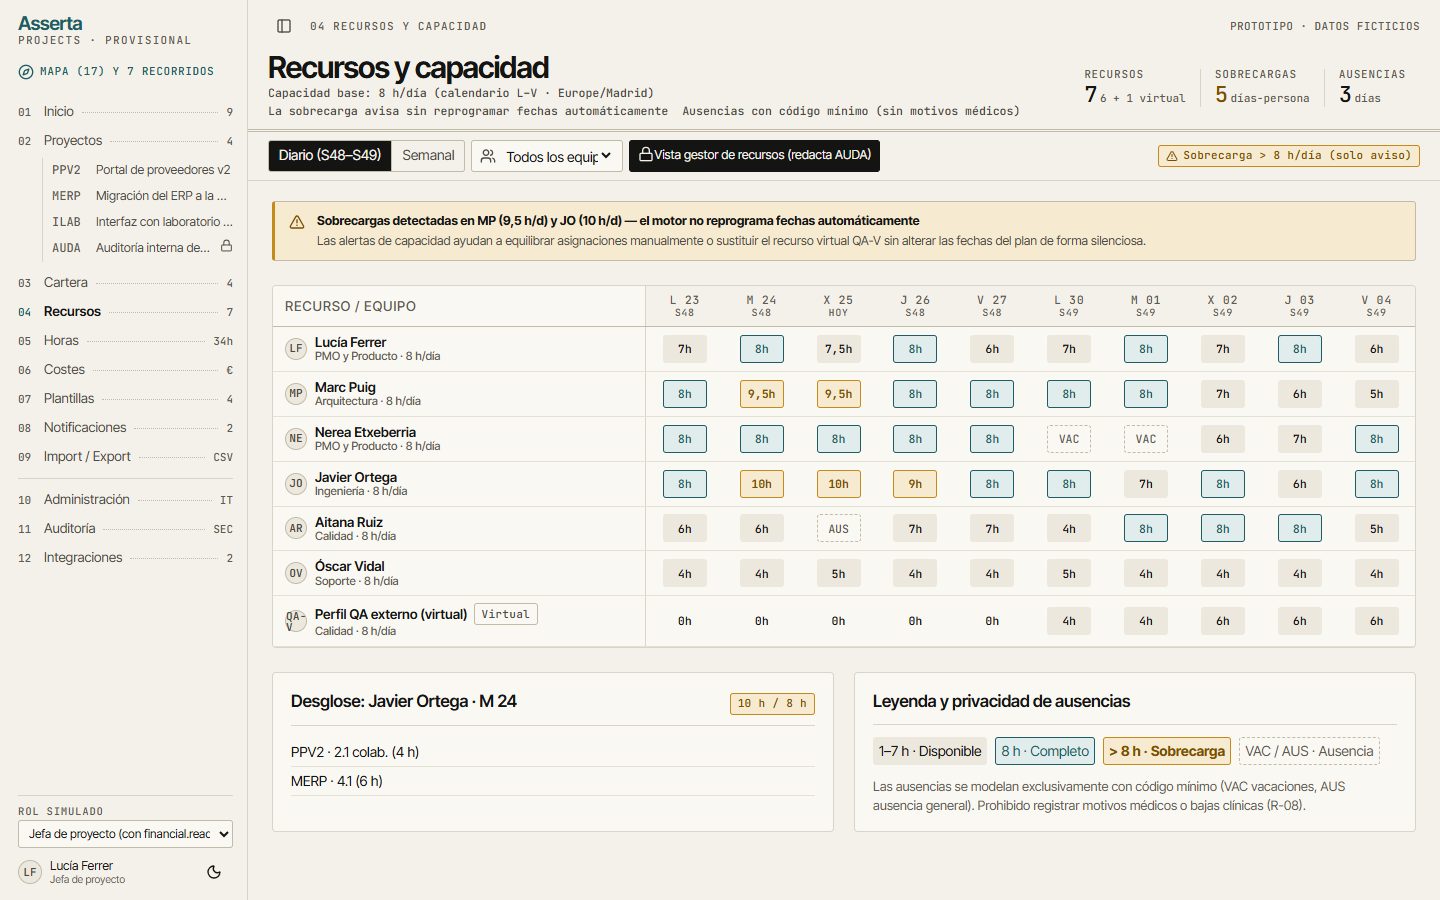 Asserta
PROJECTS · PROVISIONAL
MAPA (17) Y 7 RECORRIDOS
01 Inicio 9
02 Proyectos 4
PPV2 Portal de proveedores v2
MERP Migración del ERP a la ...
ILAB Interfaz con laboratorio ...
AUDA Auditoría interna de...
03 Cartera 4
04 Recursos 7
05 Horas 34h
06 Costes €
07 Plantillas 4
08 Notificaciones 2
09 Import / Export CSV
10 Administración IT
11 Auditoría SEC
12 Integraciones 2
ROL SIMULADO
Jefa de proyecto (con financial.read
LF Lucía Ferrer
Jefa de proyecto
04 RECURSOS Y CAPACIDAD
PROTOTIPO · DATOS FICTICIOS
Recursos y capacidad
Capacidad base: 8 h/día (calendario L–V · Europe/Madrid)
La sobrecarga avisa sin reprogramar fechas automáticamente Ausencias con código mínimo (sin motivos médicos)
RECURSOS SOBRECARGAS AUSENCIAS
7 6 + 1 virtual 5 días-persona 3 días
Diario (S48–S49) Semanal Todos los equip Vista gestor de recursos (redacta AUDA)
Sobrecarga > 8 h/día (solo aviso)
Sobrecargas detectadas en MP (9,5 h/d) y JO (10 h/d) — el motor no reprograma fechas automáticamente
Las alertas de capacidad ayudan a equilibrar asignaciones manualmente o sustituir el recurso virtual QA-V sin alterar las fechas del plan de forma silenciosa.
RECURSO / EQUIPO L 23 M 24 X 25 J 26 V 27 L 30 M 01 X 02 J 03 V 04
S48 S48 HOY S48 S48 S49 S49 S49 S49 S49
LF Lucía Ferrer 7h 8h 7,5h 8h 6h 7h 8h 7h 8h 6h
PMO y Producto · 8 h/día
MP Marc Puig 8h 9,5h 9,5h 8h 8h 8h 8h 7h 6h 5h
Arquitectura · 8 h/día
NE Nerea Etxeberria 8h 8h 8h 8h 8h VAC VAC 6h 7h 8h
PMO y Producto · 8 h/día
JO Javier Ortega 8h 10h 10h 9h 8h 8h 7h 8h 6h 8h
Ingeniería · 8 h/día
AR Aitana Ruiz 6h 6h AUS 7h 7h 4h 8h 8h 8h 5h
Calidad · 8 h/día
OV Óscar Vidal 4h 4h 5h 4h 4h 5h 4h 4h 4h 4h
Soporte · 8 h/día
QA-V Perfil QA externo (virtual) Virtual 0h 0h 0h 0h 0h 4h 4h 6h 6h 6h
Calidad · 8 h/día
Desglose: Javier Ortega · M 24 10 h / 8 h
PPV2 · 2.1 colab. (4 h)
MERP · 4.1 (6 h)
Leyenda y privacidad de ausencias
1–7 h · Disponible 8 h · Completo > 8 h · Sobrecarga VAC / AUS · Ausencia
Las ausencias se modelan exclusivamente con código mínimo (VAC vacaciones, AUS
ausencia general). Prohibido registrar motivos médicos o bajas clínicas (R-08).